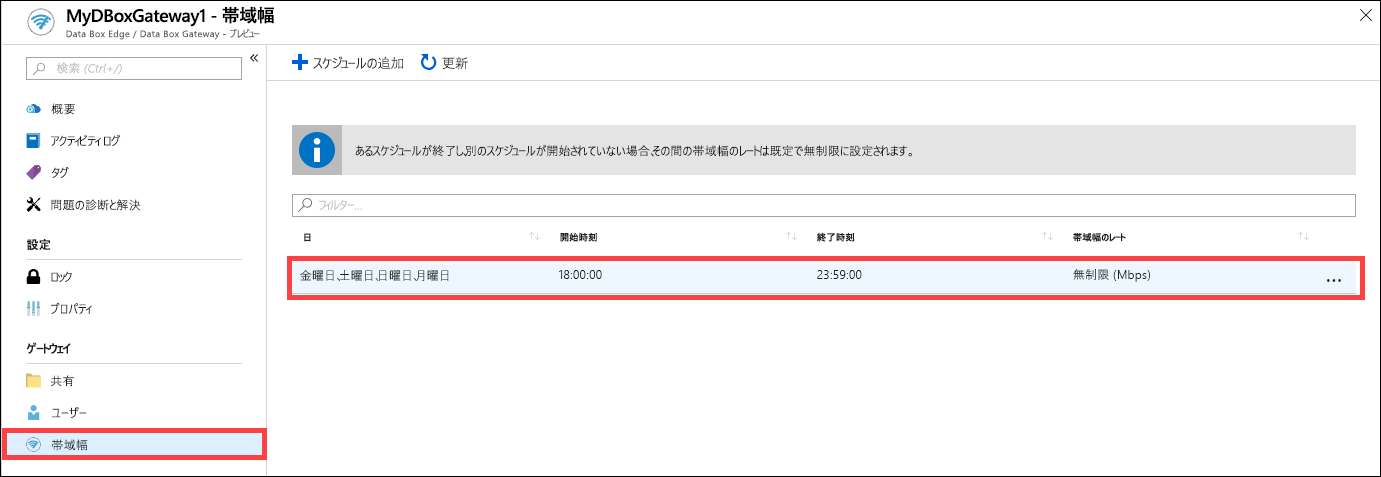 MyDBoxGateway1 - 帯域幅
Data Box Edge / Data Box Gateway - プレビュー
検索 (Ctrl+/)
概要
アクティビティ ログ
タグ
問題の診断と解決
設定
ロック
プロパティ
ゲートウェイ
共有
ユーザー
帯域幅
スケジュールの追加 更新
あるスケジュールが終了し、別のスケジュールが開始されていない場合、その間の帯域幅のレートは既定で無制限に設定されます。
フィルター...
日 開始時刻 終了時刻 帯域幅のレート
金曜日、土曜日、日曜日、月曜日 18:00:00 23:59:00 無制限 (Mbps) ...